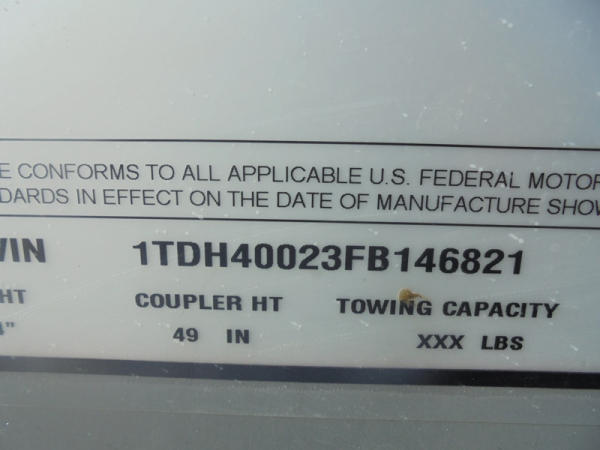 E CONFORMS TO ALL APPLICABLE U.S. FEDERAL MOTOR
DARDS IN EFFECT ON THE DATE OF MANUFACTURE SHOW
VIN 1TDH40023FB146821
HT COUPLER HT TOWING CAPACITY
4" 49 IN XXX LBS